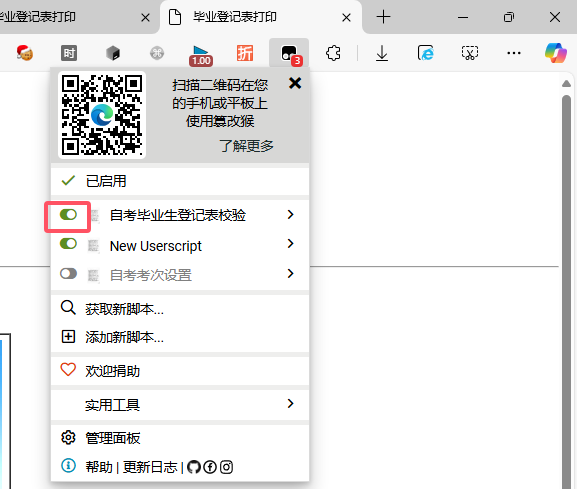 毕业登记表打印
毕业登记表打印
时
1.00
折
3
扫描二维码在您
的手机或平板上
使用篡改猴
了解更多
已启用
自考毕业生登记表校验
New Userscript
自考考次设置
获取新脚本...
添加新脚本...
欢迎捐助
实用工具
管理面板
帮助 | 更新日志 |